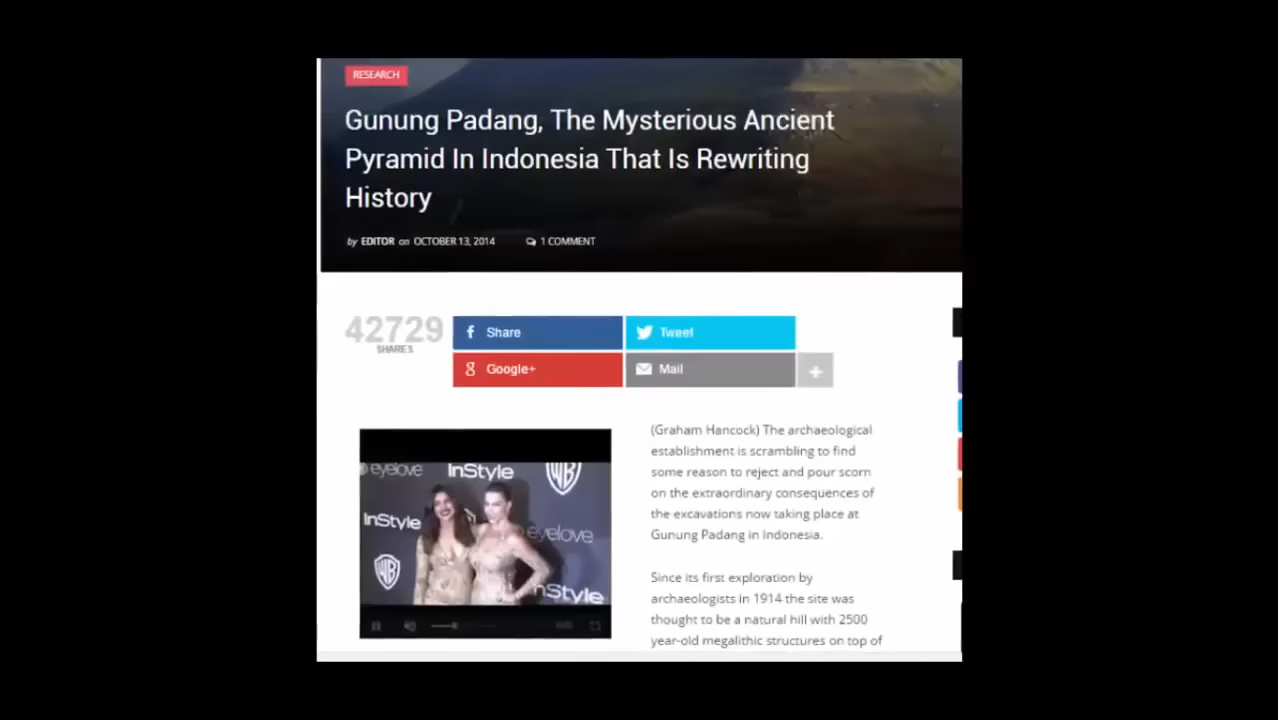 RESEARCH
Gunung Padang, The Mysterious Ancient
Pyramid In Indonesia That Is Rewriting
History
by EDITOR on OCTOBER 13, 2014 1 COMMENT
42729
SHARES
Share
Tweet
Google+
Mail
eyelove InStyle WB
InStyle
eyelove
WB
InStyle
(Graham Hancock) The archaeological
establishment is scrambling to find
some reason to reject and pour scorn
on the extraordinary consequences of
the excavations now taking place at
Gunung Padang in Indonesia.
Since its first exploration by
archaeologists in 1914 the site was
thought to be a natural hill with 2500
year-old megalithic structures on top of